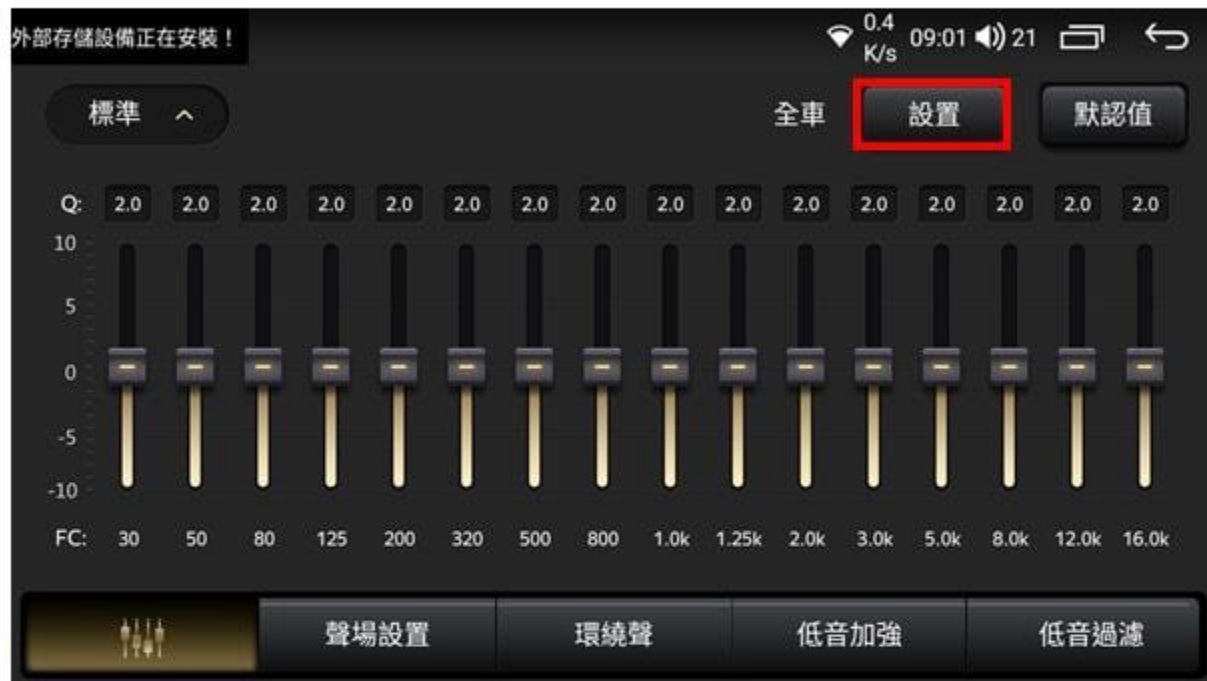 外部存儲設備正在安裝！
0.4 K/s 09:01 21
標準 全車 設置 默認值
Q: 2.0 2.0 2.0 2.0 2.0 2.0 2.0 2.0 2.0 2.0 2.0 2.0 2.0 2.0 2.0 2.0
10
5
0
-5
-10
FC: 30 50 80 125 200 320 500 800 1.0k 1.25k 2.0k 3.0k 5.0k 8.0k 12.0k 16.0k
聲場設置 環繞聲 低音加強 低音過濾